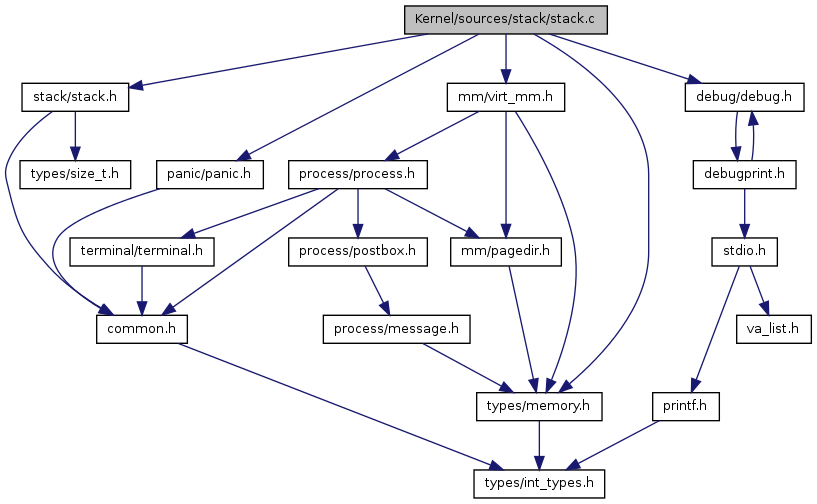 Kernel/sources/stack/stack.c
stack/stack.h
mm/virt_mm.h
debug/debug.h
types/size_t.h
panic/panic.h
process/process.h
debugprint.h
terminal/terminal.h
process/postbox.h
mm/pagedir.h
stdio.h
common.h
process/message.h
va_list.h
types/memory.h
printf.h
types/int_types.h